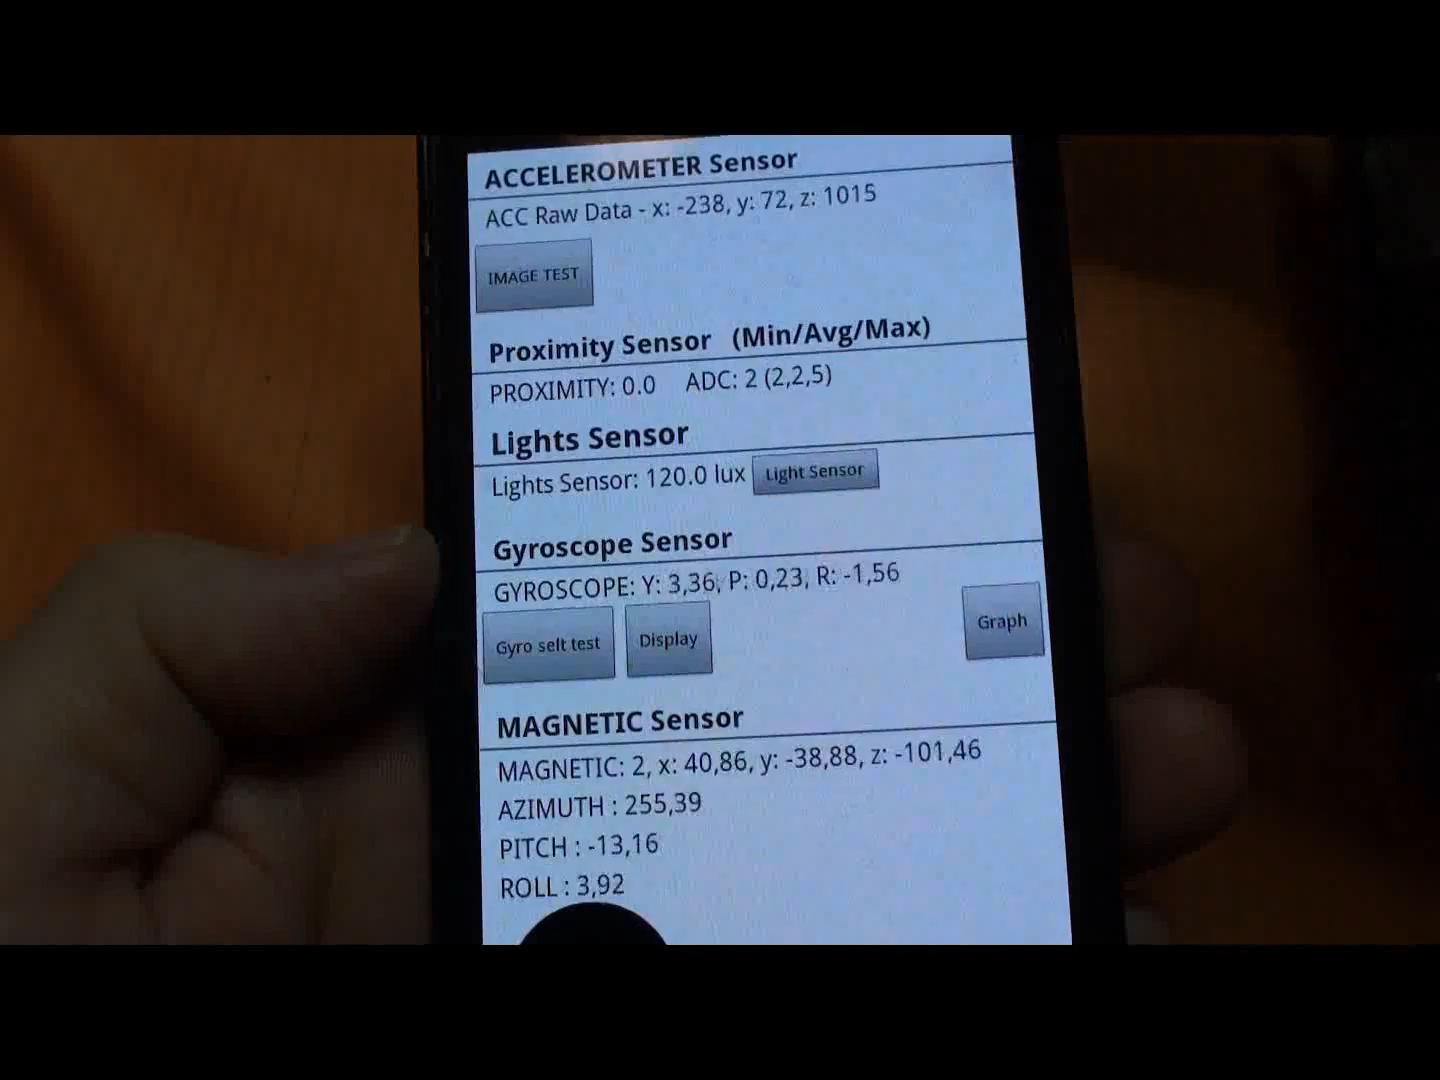 ACCELEROMETER Sensor
ACC Raw Data - x: -238, y: 72, z: 1015
IMAGE TEST
Proximity Sensor (Min/Avg/Max)
PROXIMITY: 0.0 ADC: 2 (2,2,5)
Lights Sensor
Lights Sensor: 120.0 lux Light Sensor
Gyroscope Sensor
GYROSCOPE: Y: 3,36, P: 0,23, R: -1,56
Gyro selt test Display Graph
MAGNETIC Sensor
MAGNETIC: 2, x: 40,86, y: -38,88, z: -101,46
AZIMUTH : 255,39
PITCH : -13,16
ROLL : 3,92